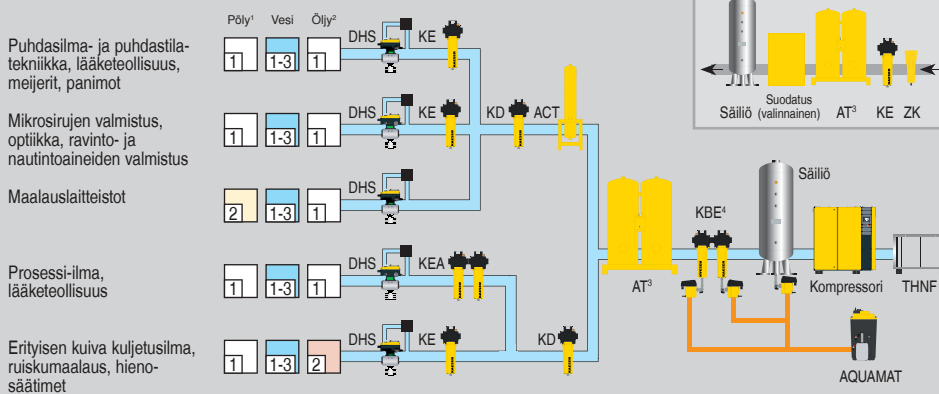 Pöly¹ Vesi Öljy²
Puhdasilma- ja puhdastila-
tekniikka, lääketeollisuus,
meijerit, panimot
1 1-3 1
DHS KE
Mikrosirujen valmistus,
optiikka, ravinto- ja
nautintoaineiden valmistus
1 1-3 1
DHS KE KD ACT
Maalauslaitteistot
2 1-3 1
DHS
Prosessi-ilma,
lääketeollisuus
1 1-3 1
DHS KEA
Erityisen kuiva kuljetusilma,
ruiskumaalaus, hieno-
säätimet
1 1-3 2
DHS KE KD
Säiliö
Suodatus
(valinnainen)
AT³ KE ZK
AT³
KBE⁴
Säiliö
Kompressori
THNF
AQUAMAT